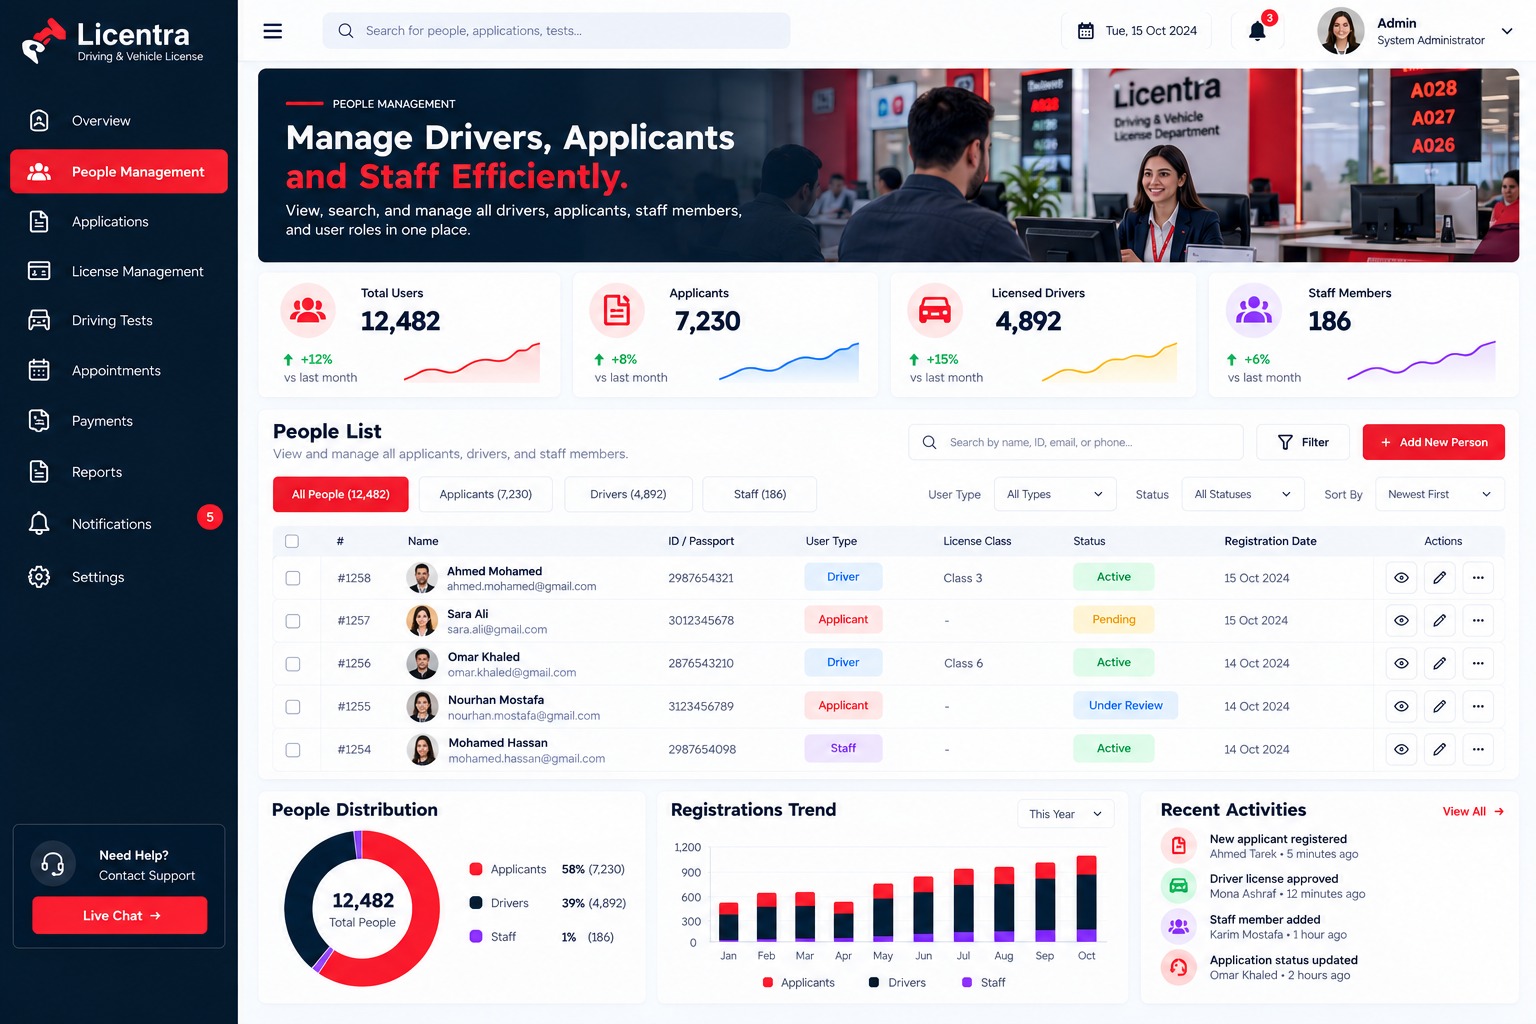 Licentra
Driving & Vehicle License
Search for people, applications, tests...
Tue, 15 Oct 2024
3
Admin
System Administrator
Overview
People Management
Applications
License Management
Driving Tests
Appointments
Payments
Reports
Notifications
5
Settings
Need Help?
Contact Support
Live Chat →
PEOPLE MANAGEMENT
Manage Drivers, Applicants
and Staff Efficiently.
View, search, and manage all drivers, applicants, staff members,
and user roles in one place.
A028
Licentra
Driving & Vehicle
License Department
A028
A027
A026
Total Users
12,482
+12%
vs last month
Applicants
7,230
+8%
vs last month
Licensed Drivers
4,892
+15%
vs last month
Staff Members
186
+6%
vs last month
People List
View and manage all applicants, drivers, and staff members.
Search by name, ID, email, or phone...
Filter
+ Add New Person
All People (12,482)
Applicants (7,230)
Drivers (4,892)
Staff (186)
User Type
All Types
Status
All Statuses
Sort By
Newest First
# Name ID / Passport User Type License Class Status Registration Date Actions
#1258 Ahmed Mohamed 2987654321 Driver Class 3 Active 15 Oct 2024
ahmed.mohamed@gmail.com
#1257 Sara Ali 3012345678 Applicant - Pending 15 Oct 2024
sara.ali@gmail.com
#1256 Omar Khaled 2876543210 Driver Class 6 Active 14 Oct 2024
omar.khaled@gmail.com
#1255 Nourhan Mostafa 3123456789 Applicant - Under Review 14 Oct 2024
nourhan.mostafa@gmail.com
#1254 Mohamed Hassan 2987654098 Staff - Active 14 Oct 2024
mohamed.hassan@gmail.com
People Distribution
12,482
Total People
Applicants 58% (7,230)
Drivers 39% (4,892)
Staff 1% (186)
Registrations Trend
This Year
1,200
900
600
300
0
Jan Feb Mar Apr May Jun Jul Aug Sep Oct
Applicants Drivers Staff
Recent Activities
View All →
New applicant registered
Ahmed Tarek • 5 minutes ago
Driver license approved
Mona Ashraf • 12 minutes ago
Staff member added
Karim Mostafa • 1 hour ago
Application status updated
Omar Khaled • 2 hours ago